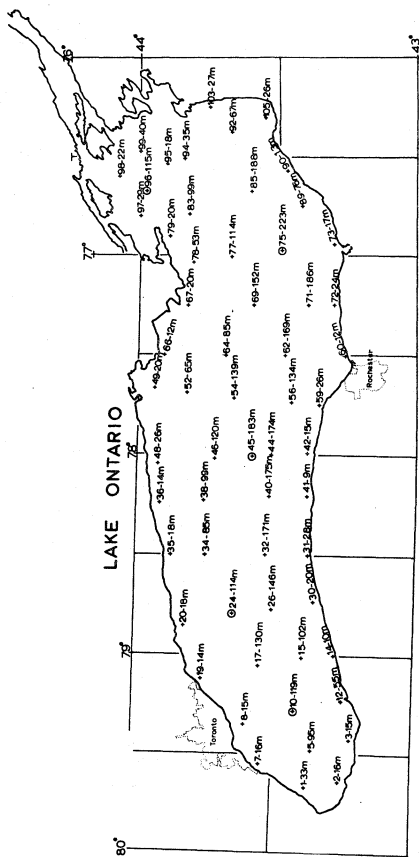 LAKE ONTARIO
80°
79°
78°
77°
76°
44
43
Toronto
Rochester
+1-33m
+2-16m
+3-15m
+5-95m
+7-16m
+8-15m
⊕10-119m
+12-55m
+14-10m
+15-102m
+17-130m
+19-14m
+20-18m
⊕24-114m
+26-146m
+30-20m
+31-28m
+32-171m
+34-85m
+35-18m
+36-14m
+38-99m
+40-175m
+41-9m
+42-15m
+44-174m
⊕45-183m
+46-120m
+48-26m
+49-20m
+52-65m
+54-139m
+56-134m
+59-26m
+60-12m
+62-169m
+64-85m
+66-12m
+67-20m
+69-152m
+71-186m
+72-24m
+73-17m
⊕75-223m
+77-114m
+78-53m
+79-20m
+83-99m
+85-188m
+92-67m
+94-35m
+95-18m
⊕96-115m
+97-29m
+98-22m
+99-40m
+103-27m
+105-26m